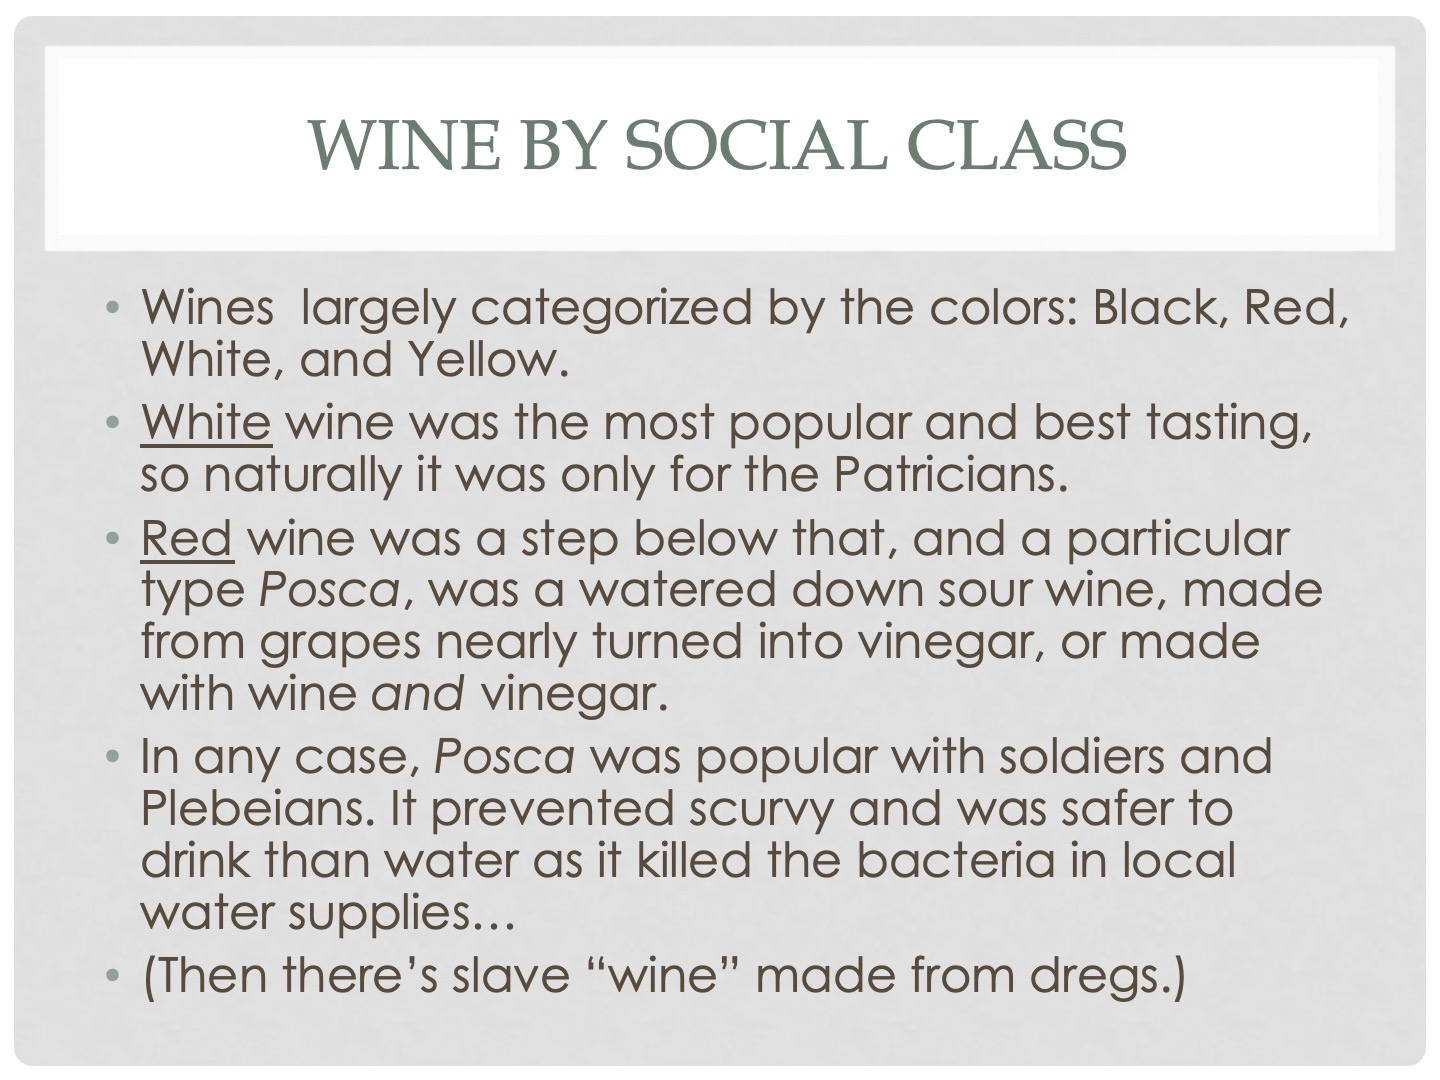 WINE BY SOCIAL CLASS
• Wines  largely categorized by the colors: Black, Red,
White, and Yellow.
• White wine was the most popular and best tasting,
so naturally it was only for the Patricians.
• Red wine was a step below that, and a particular
type Posca, was a watered down sour wine, made
from grapes nearly turned into vinegar, or made
with wine and vinegar.
• In any case, Posca was popular with soldiers and
Plebeians. It prevented scurvy and was safer to
drink than water as it killed the bacteria in local
water supplies…
• (Then there’s slave “wine” made from dregs.)